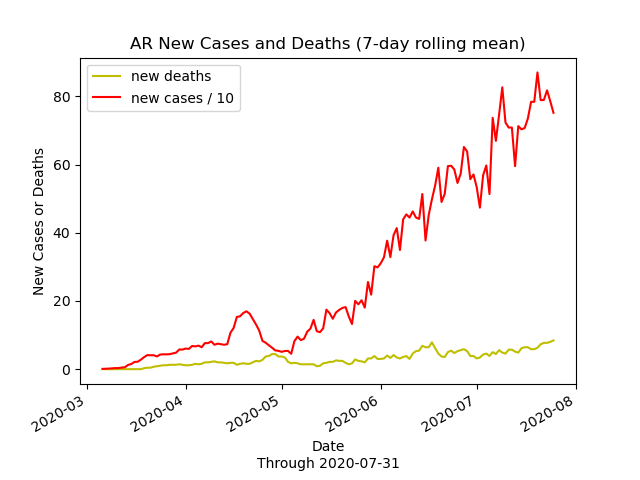 AR New Cases and Deaths (7-day rolling mean)
new deaths
new cases / 10
New Cases or Deaths
80
60
40
20
0
2020-03
2020-04
2020-05
2020-06
2020-07
2020-08
Date
Through 2020-07-31